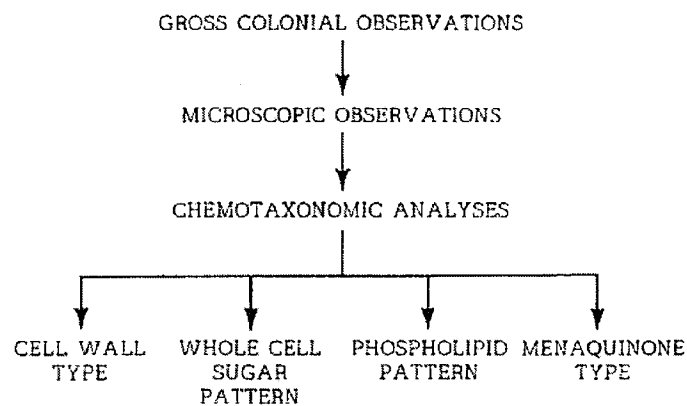 GROSS COLONIAL OBSERVATIONS
MICROSCOPIC OBSERVATIONS
CHEMOTAXONOMIC ANALYSES
CELL WALL TYPE
WHOLE CELL SUGAR PATTERN
PHOSPHOLIPID PATTERN
MENAQUINONE TYPE